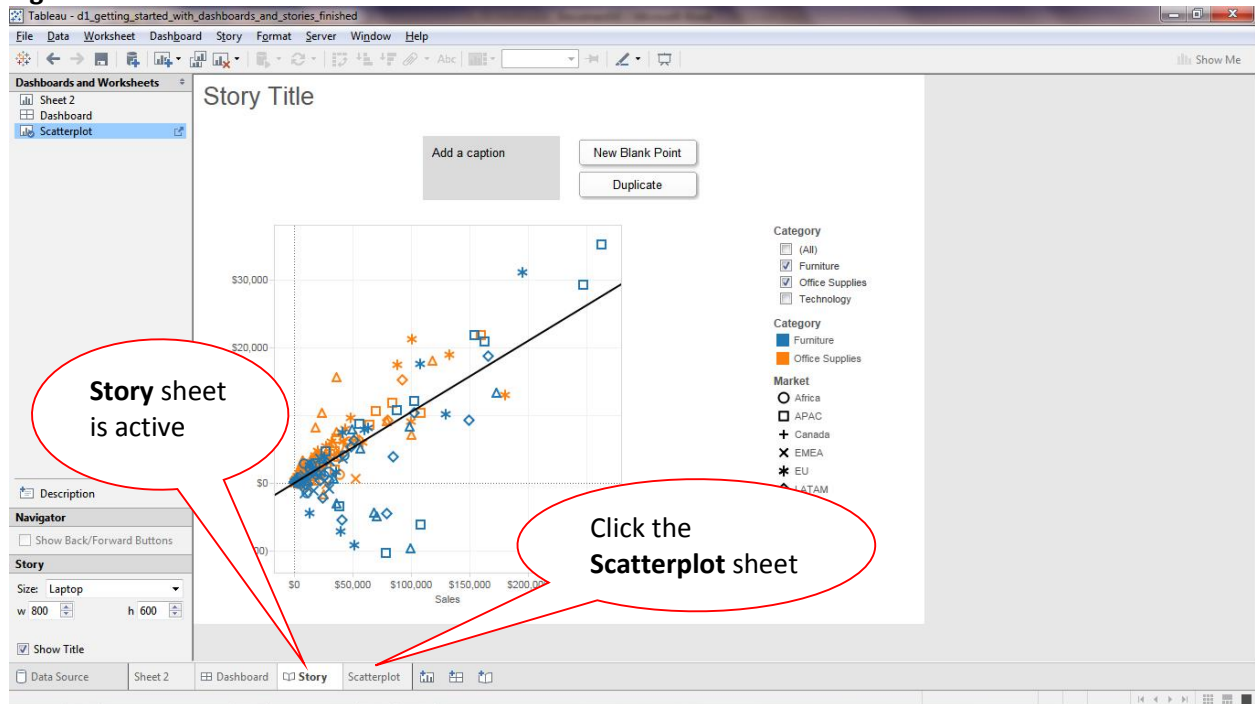 Tableau - d1_getting_started_with_dashboards_and_stories_finished
File Data Worksheet Dashboard Story Format Server Window Help
Abc
Show Me
Dashboards and Worksheets
Sheet 2
Dashboard
Scatterplot
Story Title
Add a caption
New Blank Point
Duplicate
$30,000
$20,000
$0
$0 $50,000 $100,000 $150,000 $200,00
Sales
Category
(All)
Furniture
Office Supplies
Technology
Category
Furniture
Office Supplies
Market
Africa
APAC
Canada
EMEA
EU
LATAM
Story sheet
is active
Click the
Scatterplot sheet
Description
Navigator
Show Back/Forward Buttons
Story
Size: Laptop
w 800 h 600
Show Title
Data Source Sheet 2 Dashboard Story Scatterplot